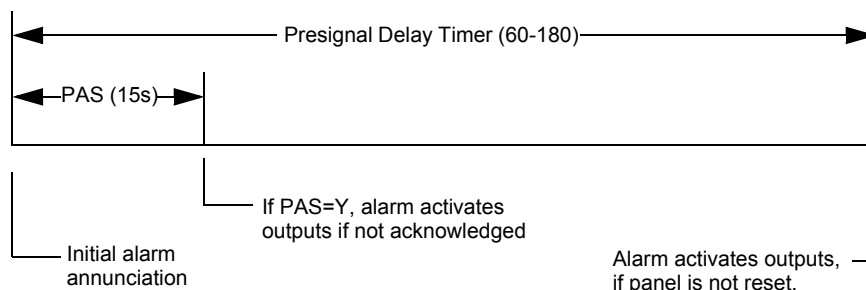 Presignal Delay Timer (60-180)
PAS (15s)
If PAS=Y, alarm activates
outputs if not acknowledged
Initial alarm
annunciation
Alarm activates outputs,
if panel is not reset.